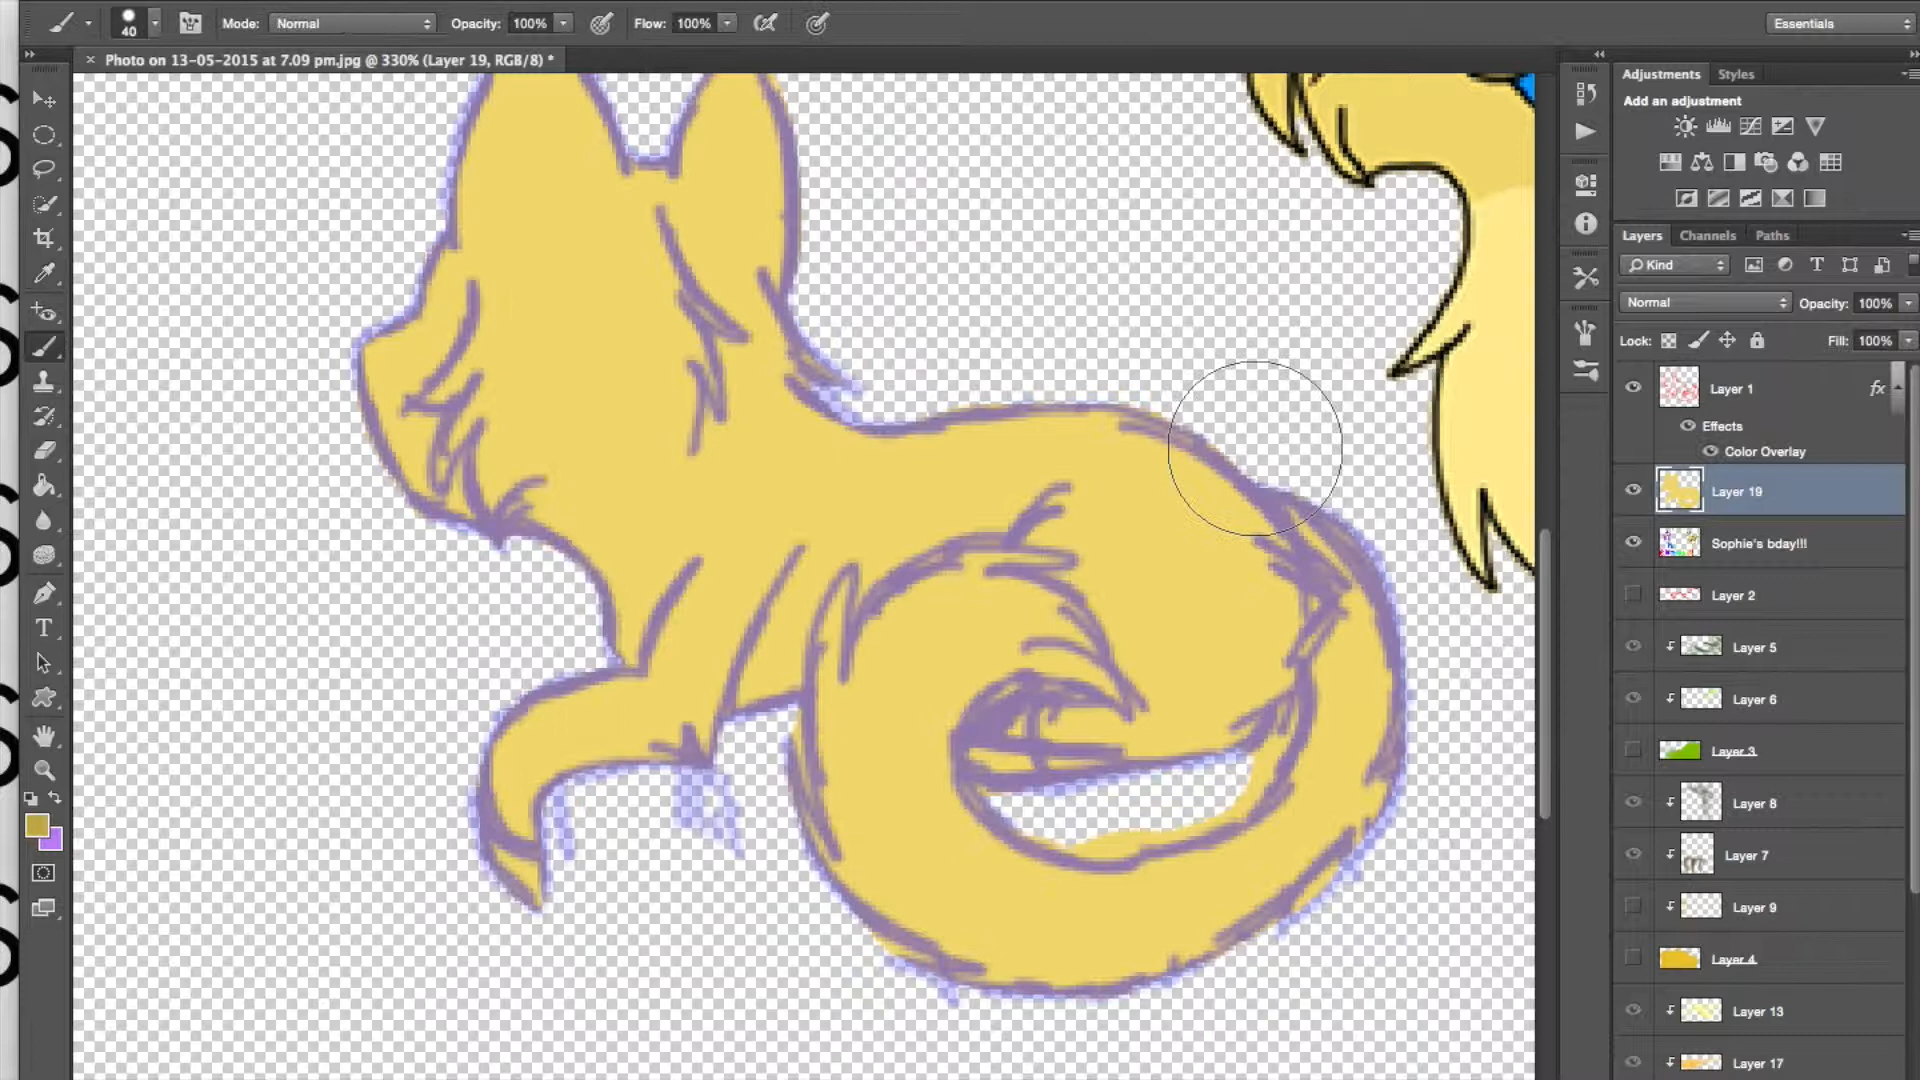 40 Mode: Normal Opacity: 100% Flow: 100% Essentials
× Photo on 13-05-2015 at 7.09 pm.jpg @ 330% (Layer 19, RGB/8) *
Adjustments Styles
Add an adjustment
Layers Channels Paths
Kind
Normal Opacity: 100%
Lock: Fill: 100%
Layer 1 fx
Effects
Color Overlay
Layer 19
Sophie's bday!!!
Layer 2
Layer 5
Layer 6
Layer 3
Layer 8
Layer 7
Layer 9
Layer 4
Layer 13
Layer 17